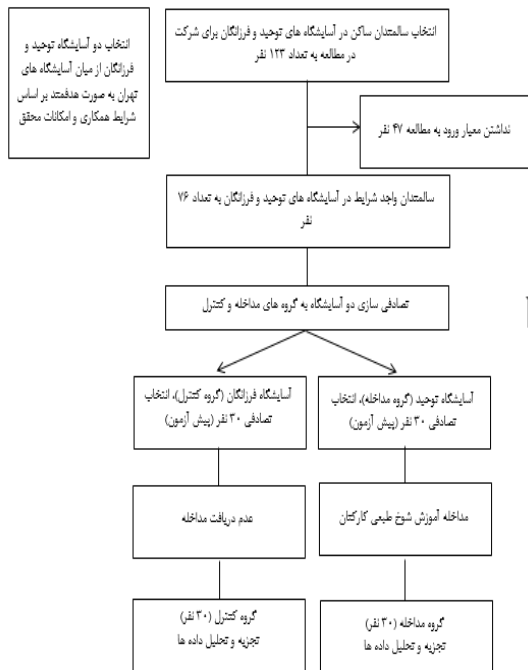 انتخاب دو آسایشگاه توحید و
فرزانگان از میان آسایشگاه های
تهران به صورت هدفمند بر اساس
شرایط همکاری و امکانات محقق
انتخاب سالمتدان ساکن در آسایشگاه های توحید و فرزانگان برای شرکت
در مطالعه به تعداد ۱۲۳ نفر
نداشتن معیار ورود به مطالعه ۴۷ نفر
سالمتدان واجد شرایط در آسایشگاه های توحید و فرزانگان به تعداد ۷۶
نفر
تصادفی سازی دو آسایشگاه به گروه های مداخله و کنترل
آسایشگاه توحید (گروه مداخله)، انتخاب
تصادفی ۳۰ نفر (پیش آزمون)
آسایشگاه فرزانگان (گروه کنترل)، انتخاب
تصادفی ۳۰ نفر (پیش آزمون)
مداخله آموزش شوخ طبعی کارکنان
عدم دریافت مداخله
گروه مداخله (۳۰ نفر)
تجزیه و تحلیل داده ها
گروه کنترل (۳۰ نفر)
تجزیه و تحلیل داده ها